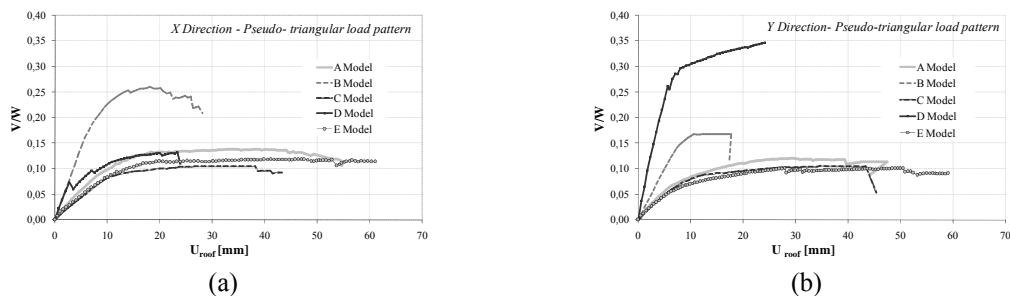 X Direction - Pseudo- triangular load pattern
0,40
0,35
0,30
0,25
0,20
0,15
0,10
0,05
0,00
V/W
A Model
B Model
C Model
D Model
E Model
0 10 20 30 40 50 60 70
U roof [mm]
(a)
Y Direction- Pseudo-triangular load pattern
0,40
0,35
0,30
0,25
0,20
0,15
0,10
0,05
0,00
V/W
A Model
B Model
C Model
D Model
E Model
0 10 20 30 40 50 60 70
U roof [mm]
(b)